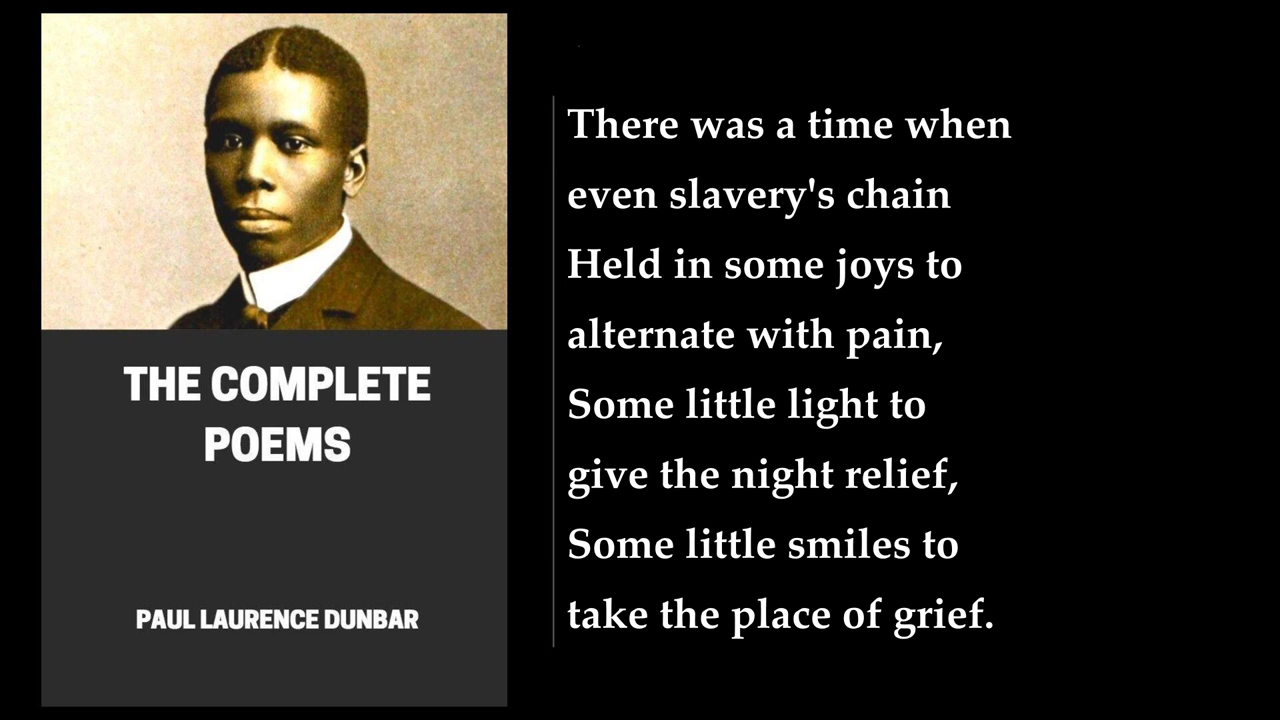 THE COMPLETE
POEMS
PAUL LAURENCE DUNBAR
There was a time when
even slavery's chain
Held in some joys to
alternate with pain,
Some little light to
give the night relief,
Some little smiles to
take the place of grief.